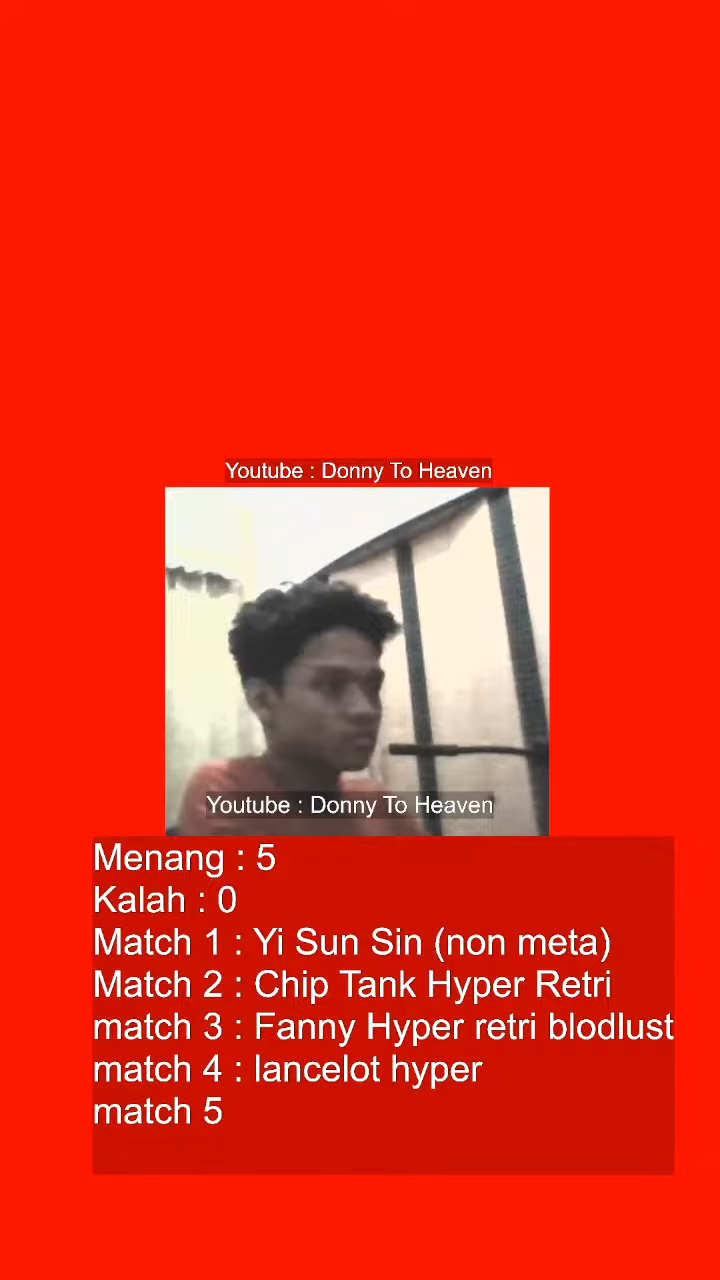 Youtube : Donny To Heaven
Youtube : Donny To Heaven
Menang : 5
Kalah : 0
Match 1 : Yi Sun Sin (non meta)
Match 2 : Chip Tank Hyper Retri
match 3 : Fanny Hyper retri blodlust
match 4 : lancelot hyper
match 5